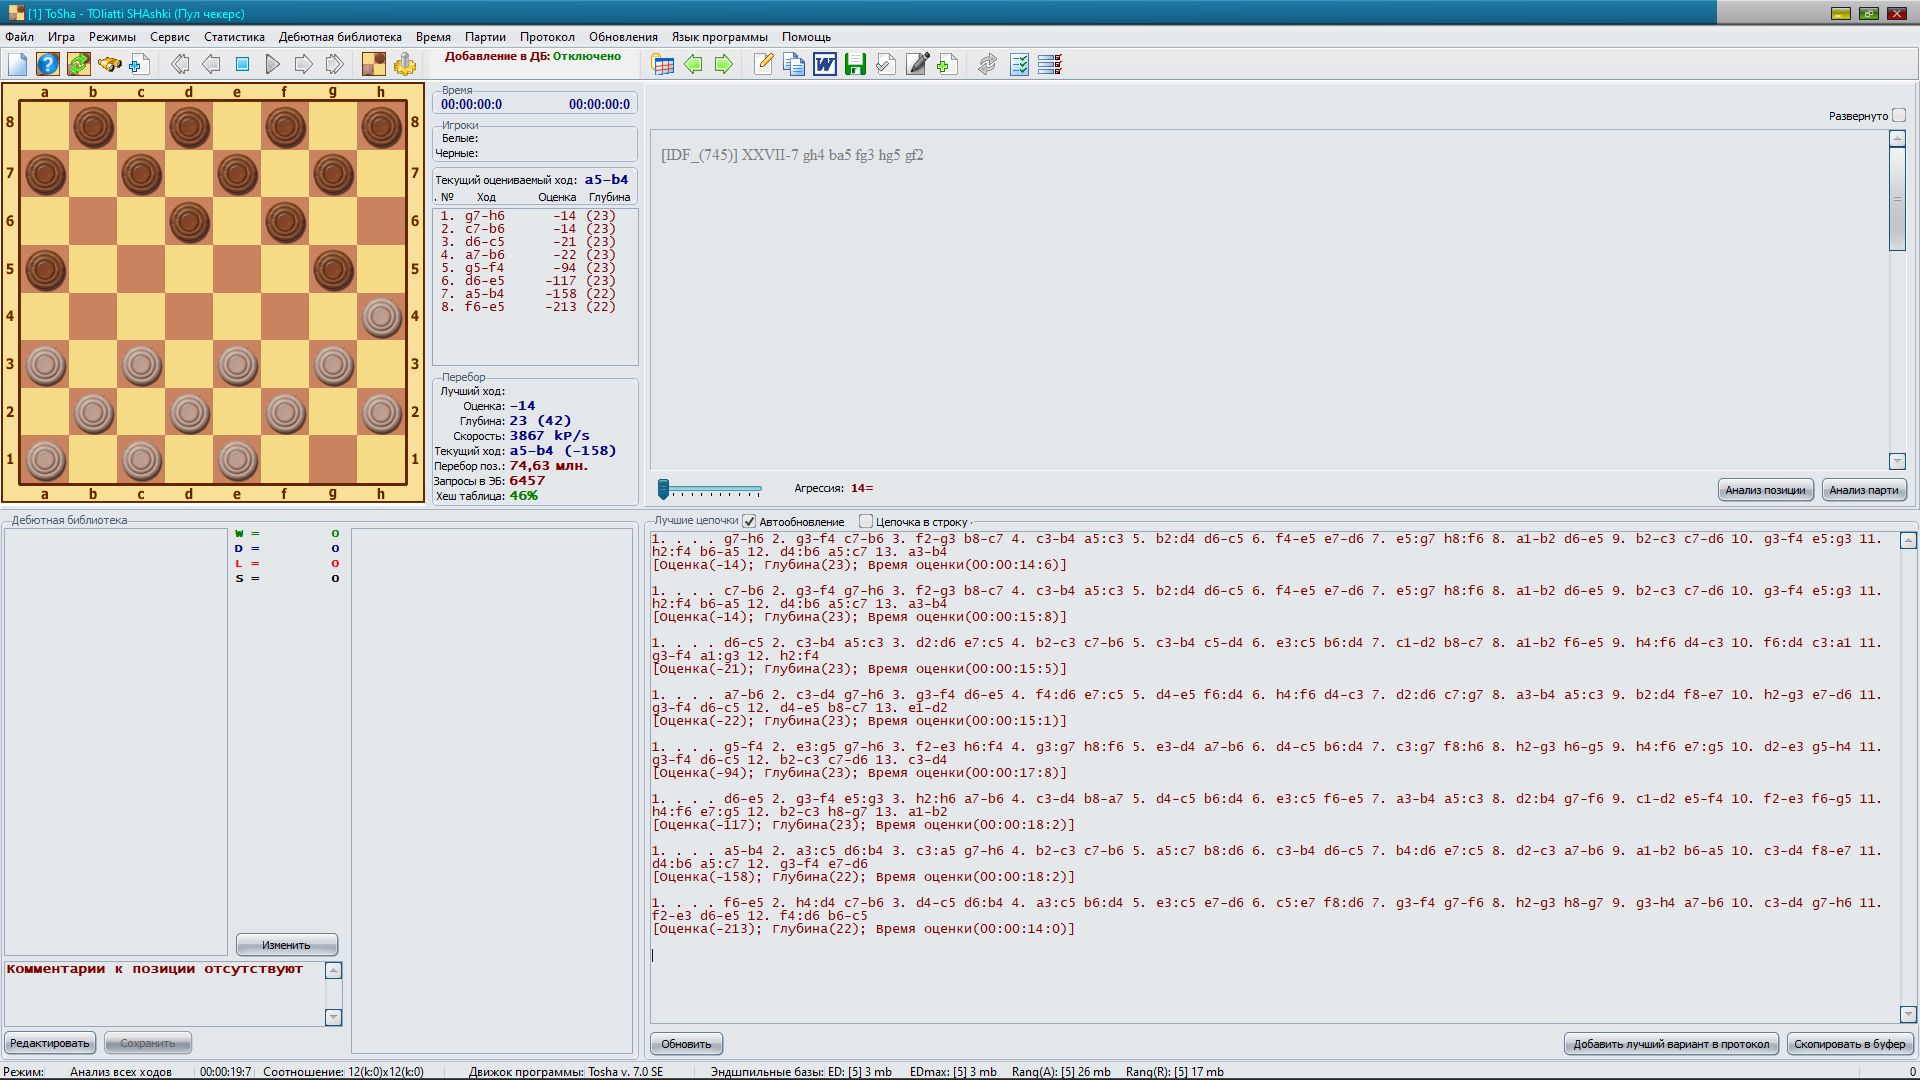 [1] ToSha - TOliatti SHAshki (Пул чекерс)
Файл Игра Режимы Сервис Статистика Дебютная библиотека Время Партии Протокол Обновления Язык программы Помощь
Добавление в ДБ: Отключено
a b c d e f g h
8 8
7 7
6 6
5 5
4 4
3 3
2 2
1 1
a b c d e f g h
Время
00:00:00:0 00:00:00:0
Игроки
Белые:
Черные:
Текущий оцениваемый ход: a5-b4
. № Ход Оценка Глубина
1. g7-h6 -14 (23)
2. c7-b6 -14 (23)
3. d6-c5 -21 (23)
4. a7-b6 -22 (23)
5. g5-f4 -94 (23)
6. d6-e5 -117 (23)
7. a5-b4 -158 (22)
8. f6-e5 -213 (22)
Перебор
Лучший ход:
Оценка: -14
Глубина: 23 (42)
Скорость: 3867 kP/s
Текущий ход: a5-b4 (-158)
Перебор поз.: 74,63 млн.
Запросы в ЭБ: 6457
Хеш таблица: 46%
Развернуто
[IDF_(745)] XXVII-7 gh4 ba5 fg3 hg5 gf2
Агрессия: 14=
Анализ позиции Анализ парти
Дебютная библиотека
W = 0
D = 0
L = 0
S = 0
Изменить
Комментарии к позиции отсутствуют
Редактировать Сохранить
Лучшие цепочки Автообновление Цепочка в строку
1. . . . g7-h6 2. g3-f4 c7-b6 3. f2-g3 b8-c7 4. c3-b4 a5:c3 5. b2:d4 d6-c5 6. f4-e5 e7-d6 7. e5:g7 h8:f6 8. a1-b2 d6-e5 9. b2-c3 c7-d6 10. g3-f4 e5:g3 11.
h2:f4 b6-a5 12. d4:b6 a5:c7 13. a3-b4
[Оценка(-14); Глубина(23); Время оценки(00:00:14:6)]
1. . . . c7-b6 2. g3-f4 g7-h6 3. f2-g3 b8-c7 4. c3-b4 a5:c3 5. b2:d4 d6-c5 6. f4-e5 e7-d6 7. e5:g7 h8:f6 8. a1-b2 d6-e5 9. b2-c3 c7-d6 10. g3-f4 e5:g3 11.
h2:f4 b6-a5 12. d4:b6 a5:c7 13. a3-b4
[Оценка(-14); Глубина(23); Время оценки(00:00:15:8)]
1. . . . d6-c5 2. c3-b4 a5:c3 3. d2:d6 e7:c5 4. b2-c3 c7-b6 5. c3-b4 c5-d4 6. e3:c5 b6:d4 7. c1-d2 b8-c7 8. a1-b2 f6-e5 9. h4:f6 d4-c3 10. f6:d4 c3:a1 11.
g3-f4 a1:g3 12. h2:f4
[Оценка(-21); Глубина(23); Время оценки(00:00:15:5)]
1. . . . a7-b6 2. c3-d4 g7-h6 3. g3-f4 d6-e5 4. f4:d6 e7:c5 5. d4-e5 f6:d4 6. h4:f6 d4-c3 7. d2:d6 c7:g7 8. a3-b4 a5:c3 9. b2:d4 f8-e7 10. h2-g3 e7-d6 11.
g3-f4 d6-c5 12. d4-e5 b8-c7 13. e1-d2
[Оценка(-22); Глубина(23); Время оценки(00:00:15:1)]
1. . . . g5-f4 2. e3:g5 g7-h6 3. f2-e3 h6:f4 4. g3:g7 h8:f6 5. e3-d4 a7-b6 6. d4-c5 b6:d4 7. c3:g7 f8:h6 8. h2-g3 h6-g5 9. h4:f6 e7:g5 10. d2-e3 g5-h4 11.
g3-f4 d6-c5 12. b2-c3 c7-d6 13. c3-d4
[Оценка(-94); Глубина(23); Время оценки(00:00:17:8)]
1. . . . d6-e5 2. g3-f4 e5:g3 3. h2:h6 a7-b6 4. c3-d4 b8-a7 5. d4-c5 b6:d4 6. e3:c5 f6-e5 7. a3-b4 a5:c3 8. d2:b4 g7-f6 9. c1-d2 e5-f4 10. f2-e3 f6-g5 11.
h4:f6 e7:g5 12. b2-c3 h8-g7 13. a1-b2
[Оценка(-117); Глубина(23); Время оценки(00:00:18:2)]
1. . . . a5-b4 2. a3:c5 d6:b4 3. c3:a5 g7-h6 4. b2-c3 c7-b6 5. a5:c7 b8:d6 6. c3-b4 d6-c5 7. b4:d6 e7:c5 8. d2-c3 a7-b6 9. a1-b2 b6-a5 10. c3-d4 f8-e7 11.
d4:b6 a5:c7 12. g3-f4 e7-d6
[Оценка(-158); Глубина(22); Время оценки(00:00:18:2)]
1. . . . f6-e5 2. h4:d4 c7-b6 3. d4-c5 d6:b4 4. a3:c5 b6:d4 5. e3:c5 e7-d6 6. c5:e7 f8:d6 7. g3-f4 g7-f6 8. h2-g3 h8-g7 9. g3-h4 a7-b6 10. c3-d4 g7-h6 11.
f2-e3 d6-e5 12. f4:d6 b6-c5
[Оценка(-213); Глубина(22); Время оценки(00:00:14:0)]
Обновить Добавить лучший вариант в протокол Скопировать в буфер
Режим: Анализ всех ходов 00:00:19:7 Соотношение: 12(k:0)x12(k:0) Движок программы: Tosha v. 7.0 SE Эндшпильные базы: ED: [5] 3 mb EDmax: [5] 3 mb Rang(A): [5] 26 mb Rang(R): [5] 17 mb 0